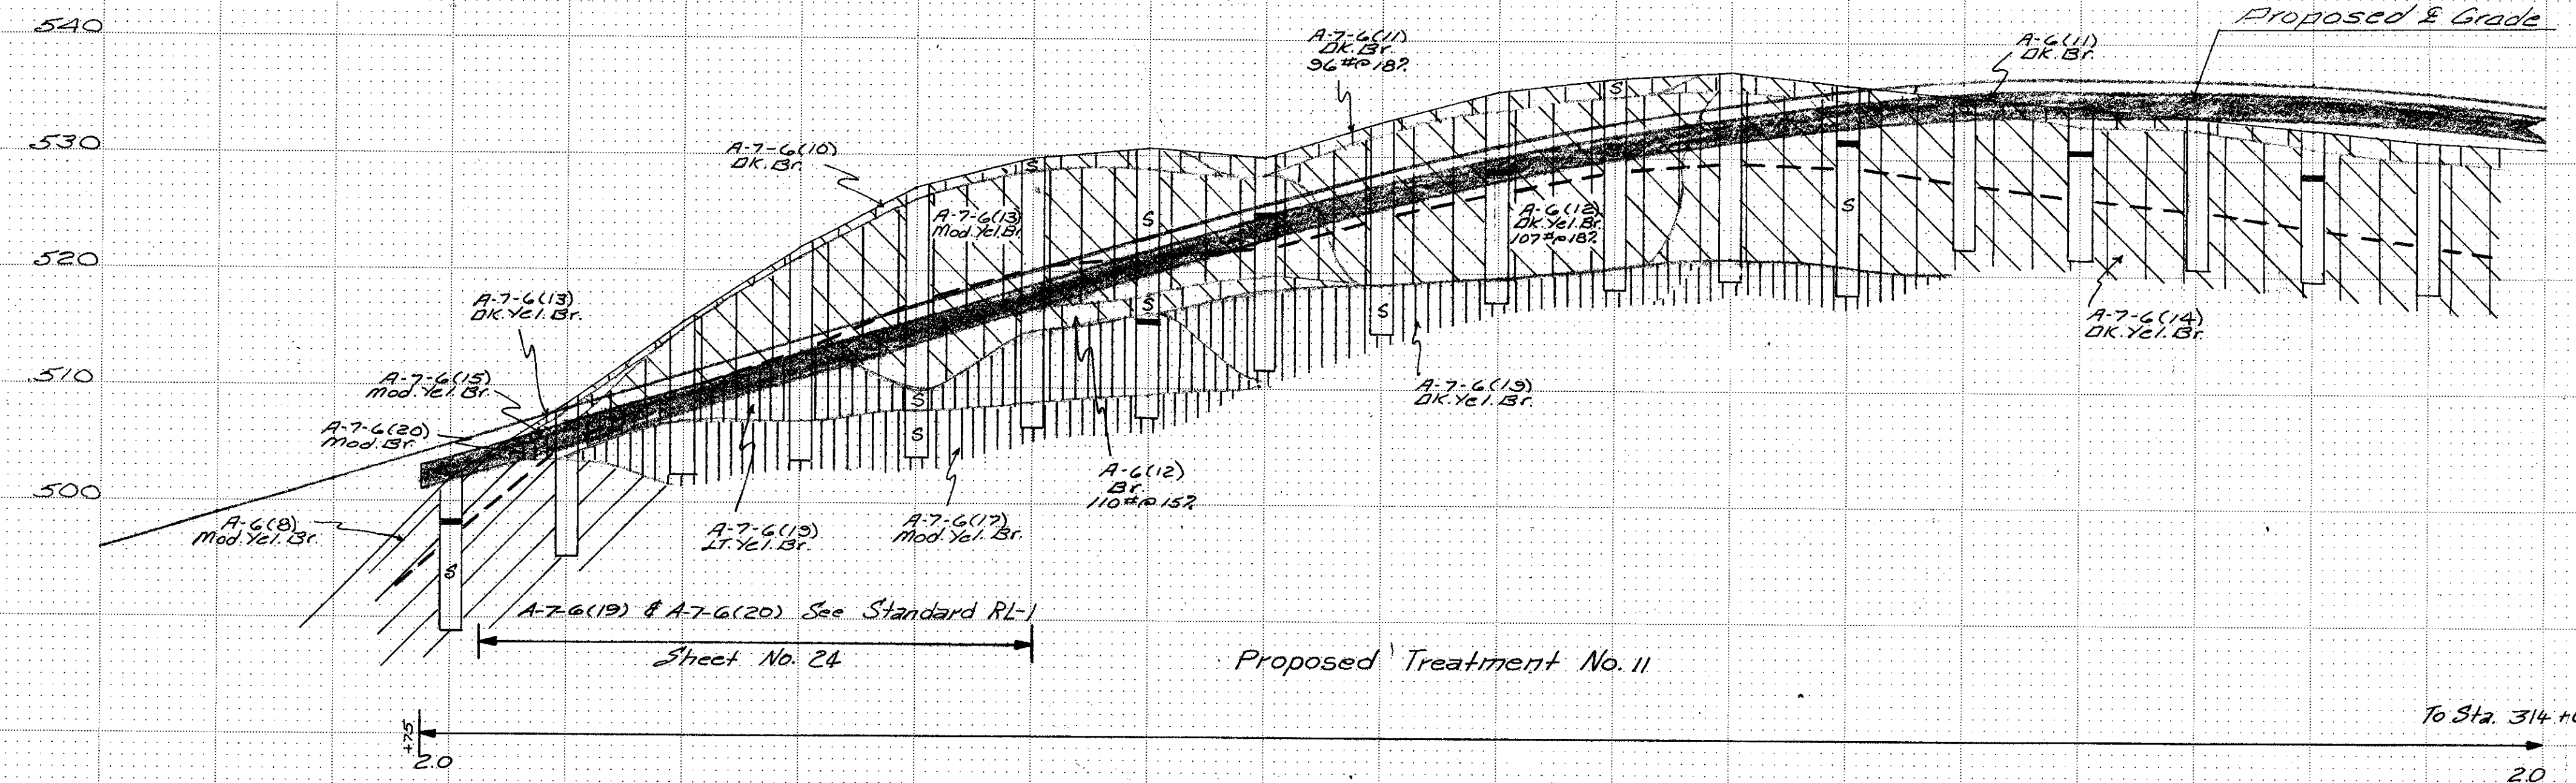 540
Proposed ℄ Grade
A-7-6(11)
DK. Br.
96#@18%
A-6(11)
DK. Br.
S
530
A-7-6(10)
DK. Br.
S
A-7-6(13)
Mod. Yel. Br.
S
A-6(12)
DK. Yel. Br.
107#@18%
S
520
A-7-6(13)
DK. Yel. Br.
S
S
A-7-6(14)
DK. Yel. Br.
510
A-7-6(15)
Mod. Yel. Br.
A-7-6(19)
DK. Yel. Br.
S
A-7-6(20)
Mod. Br.
S
500
A-6(12)
Br.
110#@15%
A-6(8)
Mod. Yel. Br.
A-7-6(19)
LT. Yel. Br.
A-7-6(17)
Mod. Yel. Br.
S
A-7-6(19) & A-7-6(20) See Standard RL-1
Sheet No. 24
Proposed Treatment No. 11
To Sta. 314
+75
2.0
2.0